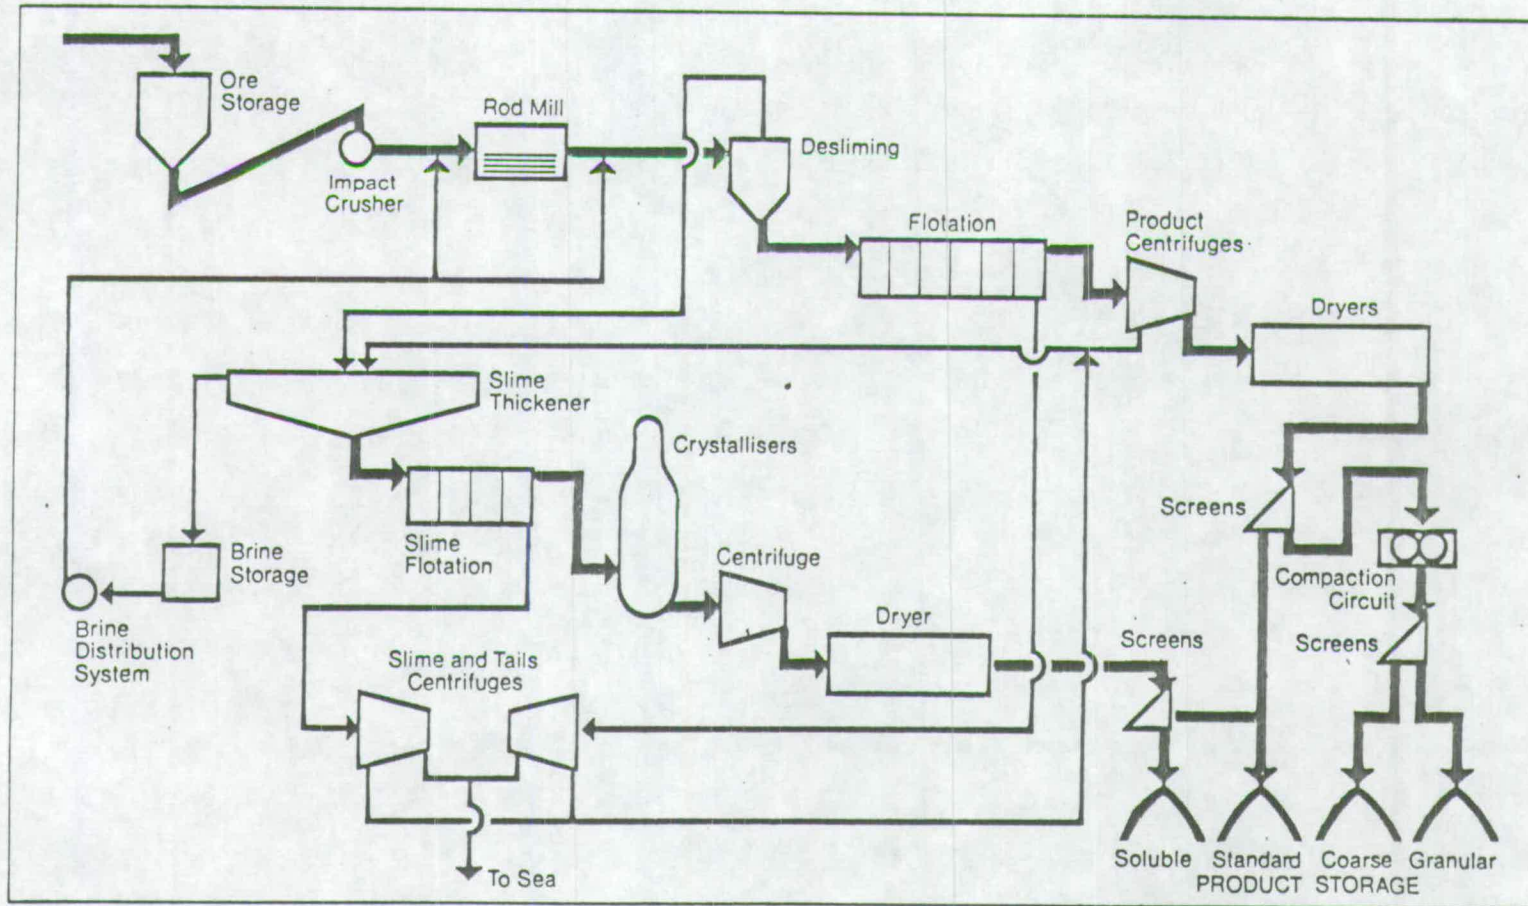 Ore
Storage
Impact
Crusher
Rod Mill
Desliming
Flotation
Product
Centrifuges
Dryers
Slime
Thickener
Crystallisers
Screens
Slime
Flotation
Brine
Storage
Centrifuge
Compaction
Circuit
Brine
Distribution
System
Slime and Tails
Centrifuges
Dryer
Screens
Screens
To Sea
Soluble
Standard
Coarse
Granular
PRODUCT STORAGE